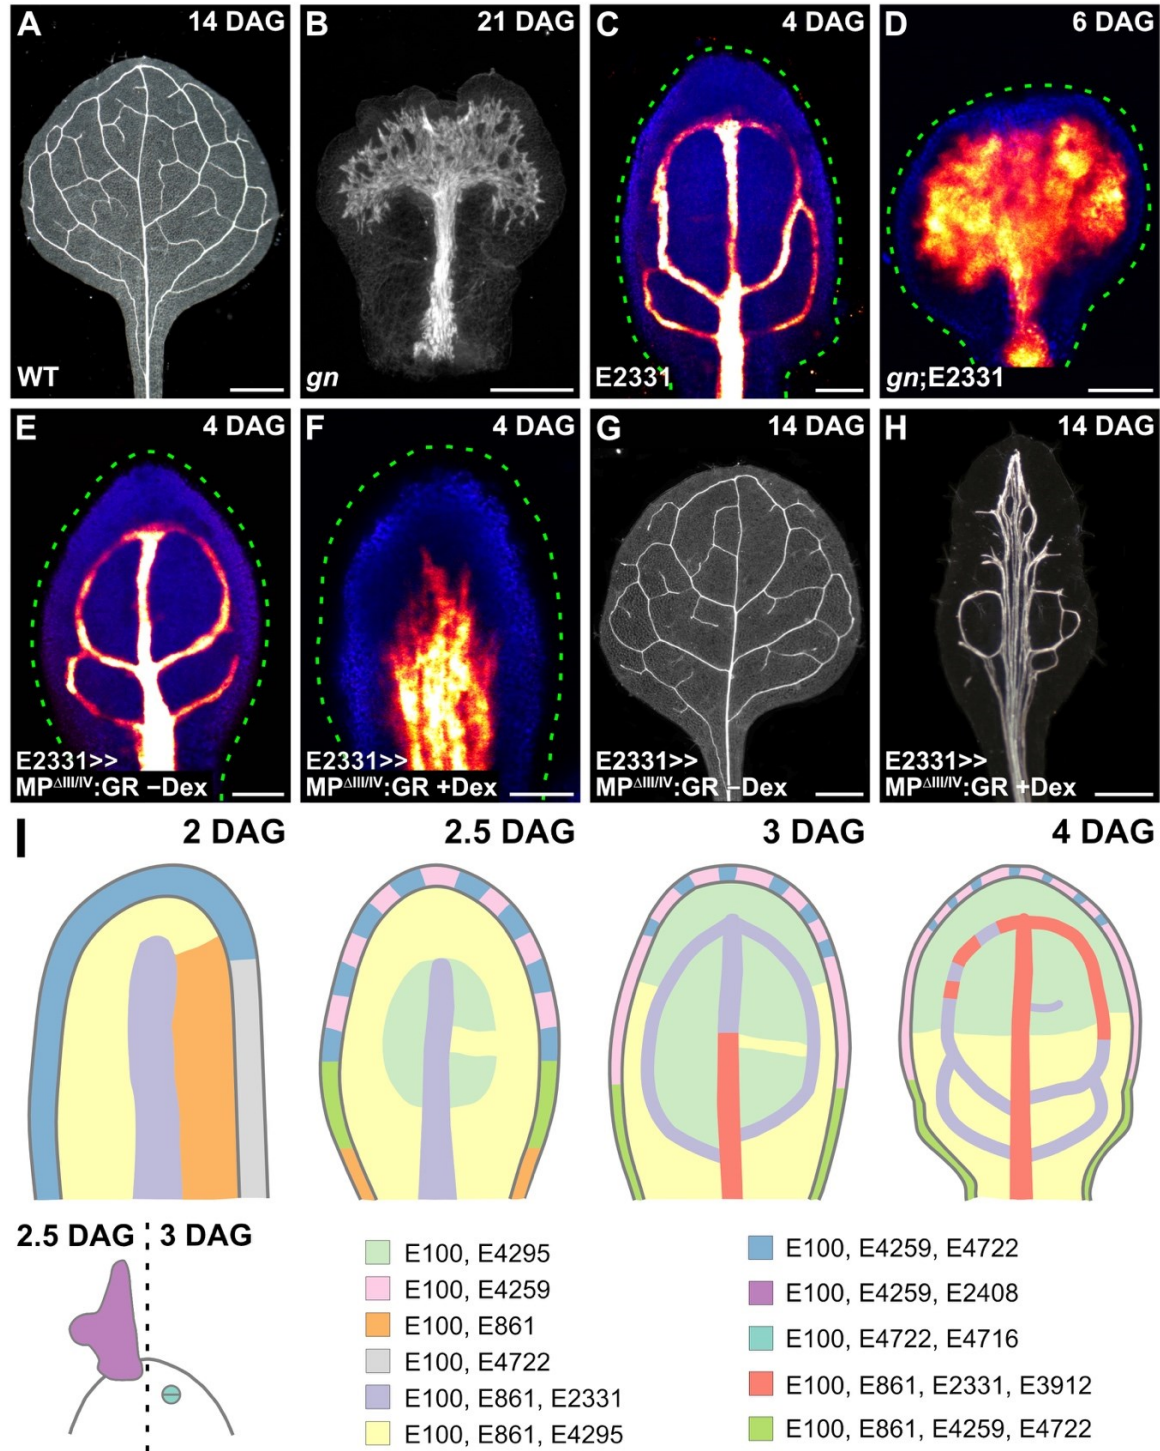 A 14 DAG
WT
B 21 DAG
gn
C 4 DAG
E2331
D 6 DAG
gn;E2331
E 4 DAG
E2331>>
MPΔIII/IV:GR −Dex
F 4 DAG
E2331>>
MPΔIII/IV:GR +Dex
G 14 DAG
E2331>>
MPΔIII/IV:GR −Dex
H 14 DAG
E2331>>
MPΔIII/IV:GR +Dex
I 2 DAG
2.5 DAG
3 DAG
4 DAG
2.5 DAG 3 DAG
E100, E4295
E100, E4259
E100, E861
E100, E4722
E100, E861, E2331
E100, E861, E4295
E100, E4259, E4722
E100, E4259, E2408
E100, E4722, E4716
E100, E861, E2331, E3912
E100, E861, E4259, E4722